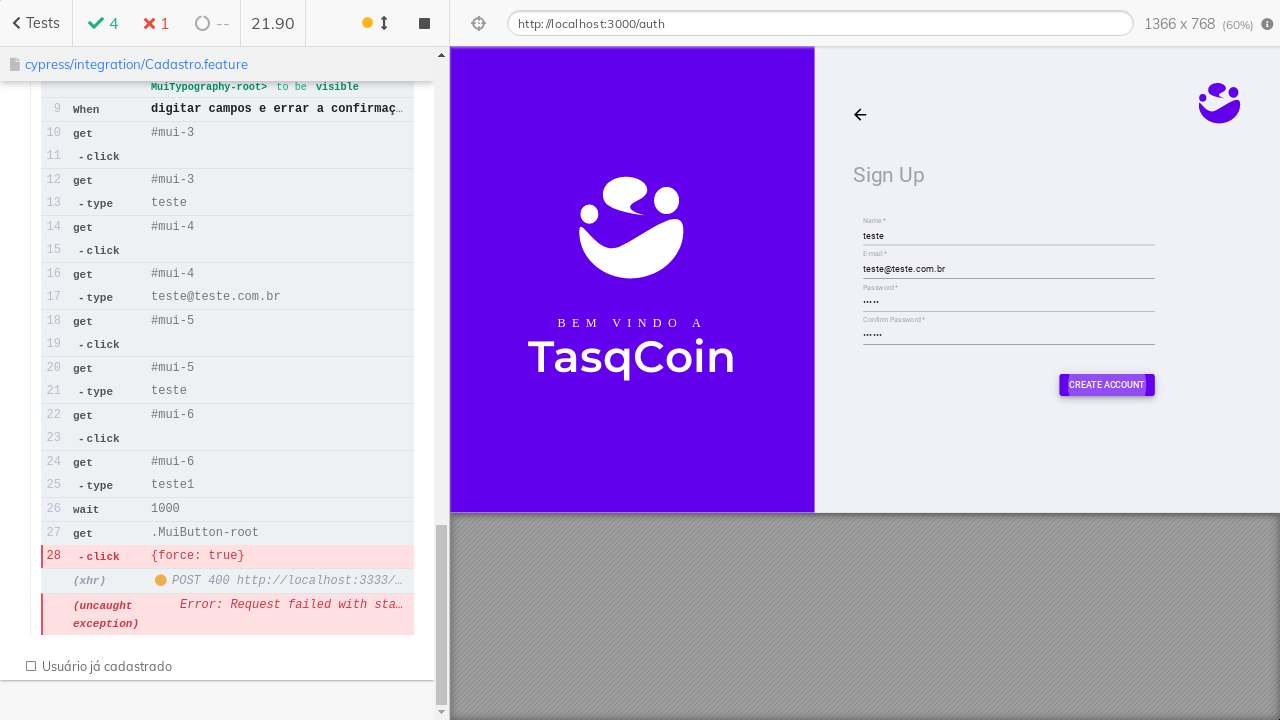 Tests
4
1
--
21.90
http://localhost:3000/auth
1366 x 768 (60%)
cypress/integration/Cadastro.feature
MuiTypography-root> to be visible
9 When digitar campos e errar a confirmaç…
10 get #mui-3
11 -click
12 get #mui-3
13 -type teste
14 get #mui-4
15 -click
16 get #mui-4
17 -type teste@teste.com.br
18 get #mui-5
19 -click
20 get #mui-5
21 -type teste
22 get #mui-6
23 -click
24 get #mui-6
25 -type teste1
26 wait 1000
27 get .MuiButton-root
28 -click {force: true}
(xhr) POST 400 http://localhost:3333/…
(uncaught exception) Error: Request failed with sta…
Usuário já cadastrado
BEM VINDO A
TasqCoin
Sign Up
Name *
teste
E-mail *
teste@teste.com.br
Password *
•••••
Confirm Password *
••••••
CREATE ACCOUNT